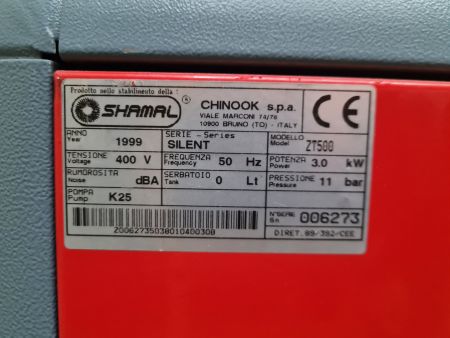 Prodotto nello stabilimento della :
SHAMAL ®
CHINOOK s.p.a.
VIALE MARCONI 74/76
10800 BRUINO (TO) - ITALY
CE
ANNO
Year 1999
SERIE - Series
SILENT
MODELLO
Model ZT500
TENSIONE
Voltage 400 V
FREQUENZA
Frequency 50 Hz
POTENZA
Power 3.0 kW
RUMOROSITA
Noise dBA
SERBATOIO
Tank 0 Lt
PRESSIONE
Pressure 11 bar
POMPA
Pump K25
N°SERIE
Sn 006273
Z0062735038010400308
DIRET. 89/392/CEE